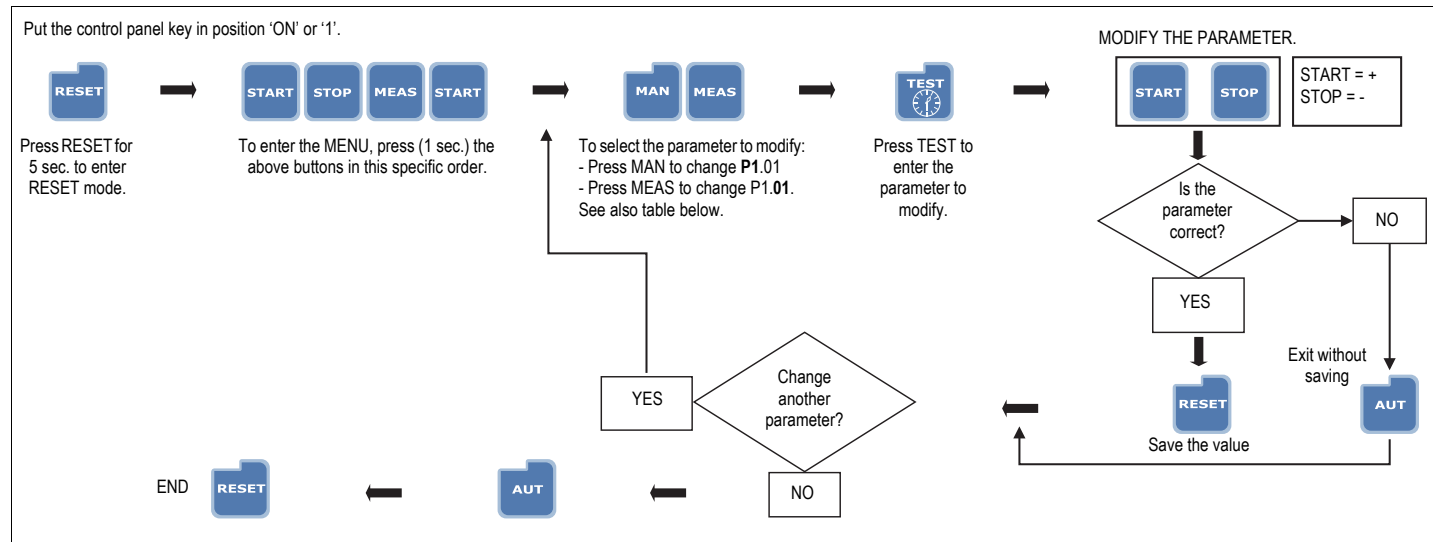 Put the control panel key in position 'ON' or '1'.
RESET
Press RESET for
5 sec. to enter
RESET mode.
START STOP MEAS START
To enter the MENU, press (1 sec.) the
above buttons in this specific order.
MAN MEAS
To select the parameter to modify:
- Press MAN to change P1.01
- Press MEAS to change P1.01.
See also table below.
TEST
Press TEST to
enter the
parameter to
modify.
MODIFY THE PARAMETER.
START STOP
START = +
STOP = -
Is the
parameter
correct?
NO
YES
Exit without
saving
AUT
RESET
Save the value
Change
another
parameter?
YES
NO
AUT
RESET
END